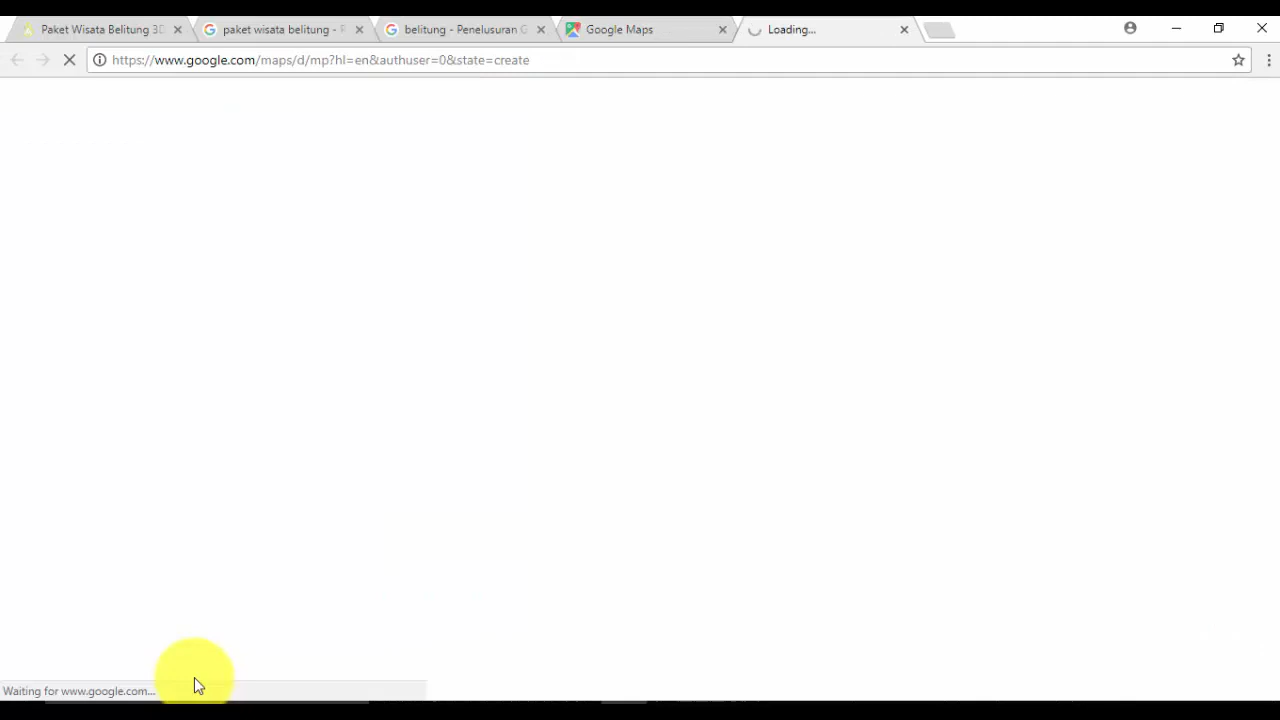 Paket Wisata Belitung 3D
paket wisata belitung -
belitung - Penelusuran G
Google Maps
Loading...
https://www.google.com/maps/d/mp?hl=en&authuser=0&state=create
Waiting for www.google.com...